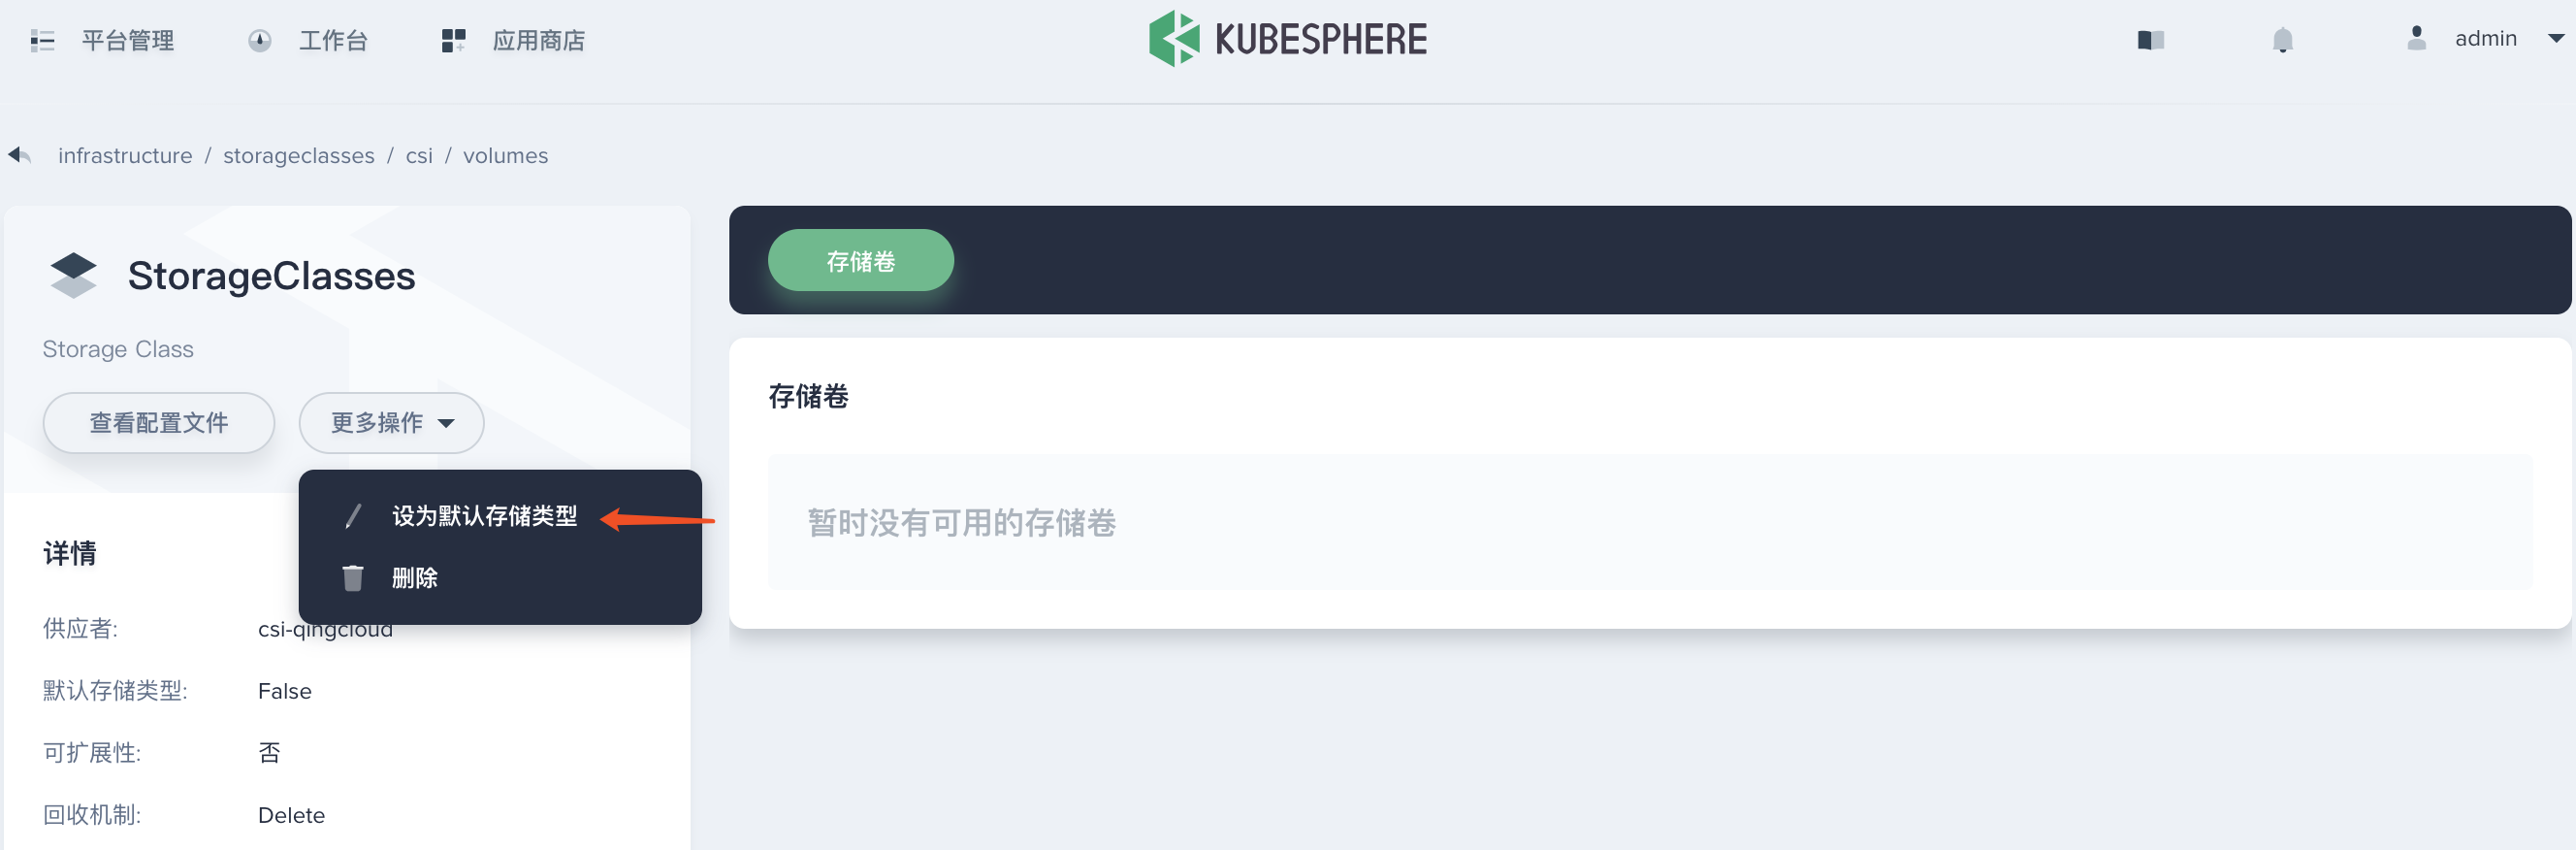 平台管理
工作台
应用商店
KUBESPHERE
admin
infrastructure / storageclasses / csi / volumes
StorageClasses
Storage Class
查看配置文件
更多操作
设为默认存储类型
删除
详情
供应者: csi-qingcloud
默认存储类型: False
可扩展性: 否
回收机制: Delete
存储卷
存储卷
暂时没有可用的存储卷